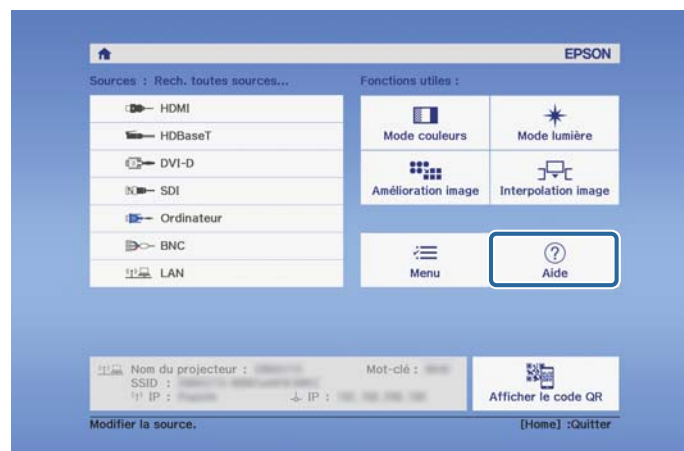 EPSON
Sources : Rech. toutes sources...
HDMI
HDBaseT
DVI-D
SDI
Ordinateur
BNC
LAN
Fonctions utiles :
Mode couleurs
Mode lumière
Amélioration image
Interpolation image
Menu
? Aide
Nom du projecteur :
Mot-clé :
SSID :
IP :
IP :
Afficher le code QR
Modifier la source.
[Home] :Quitter